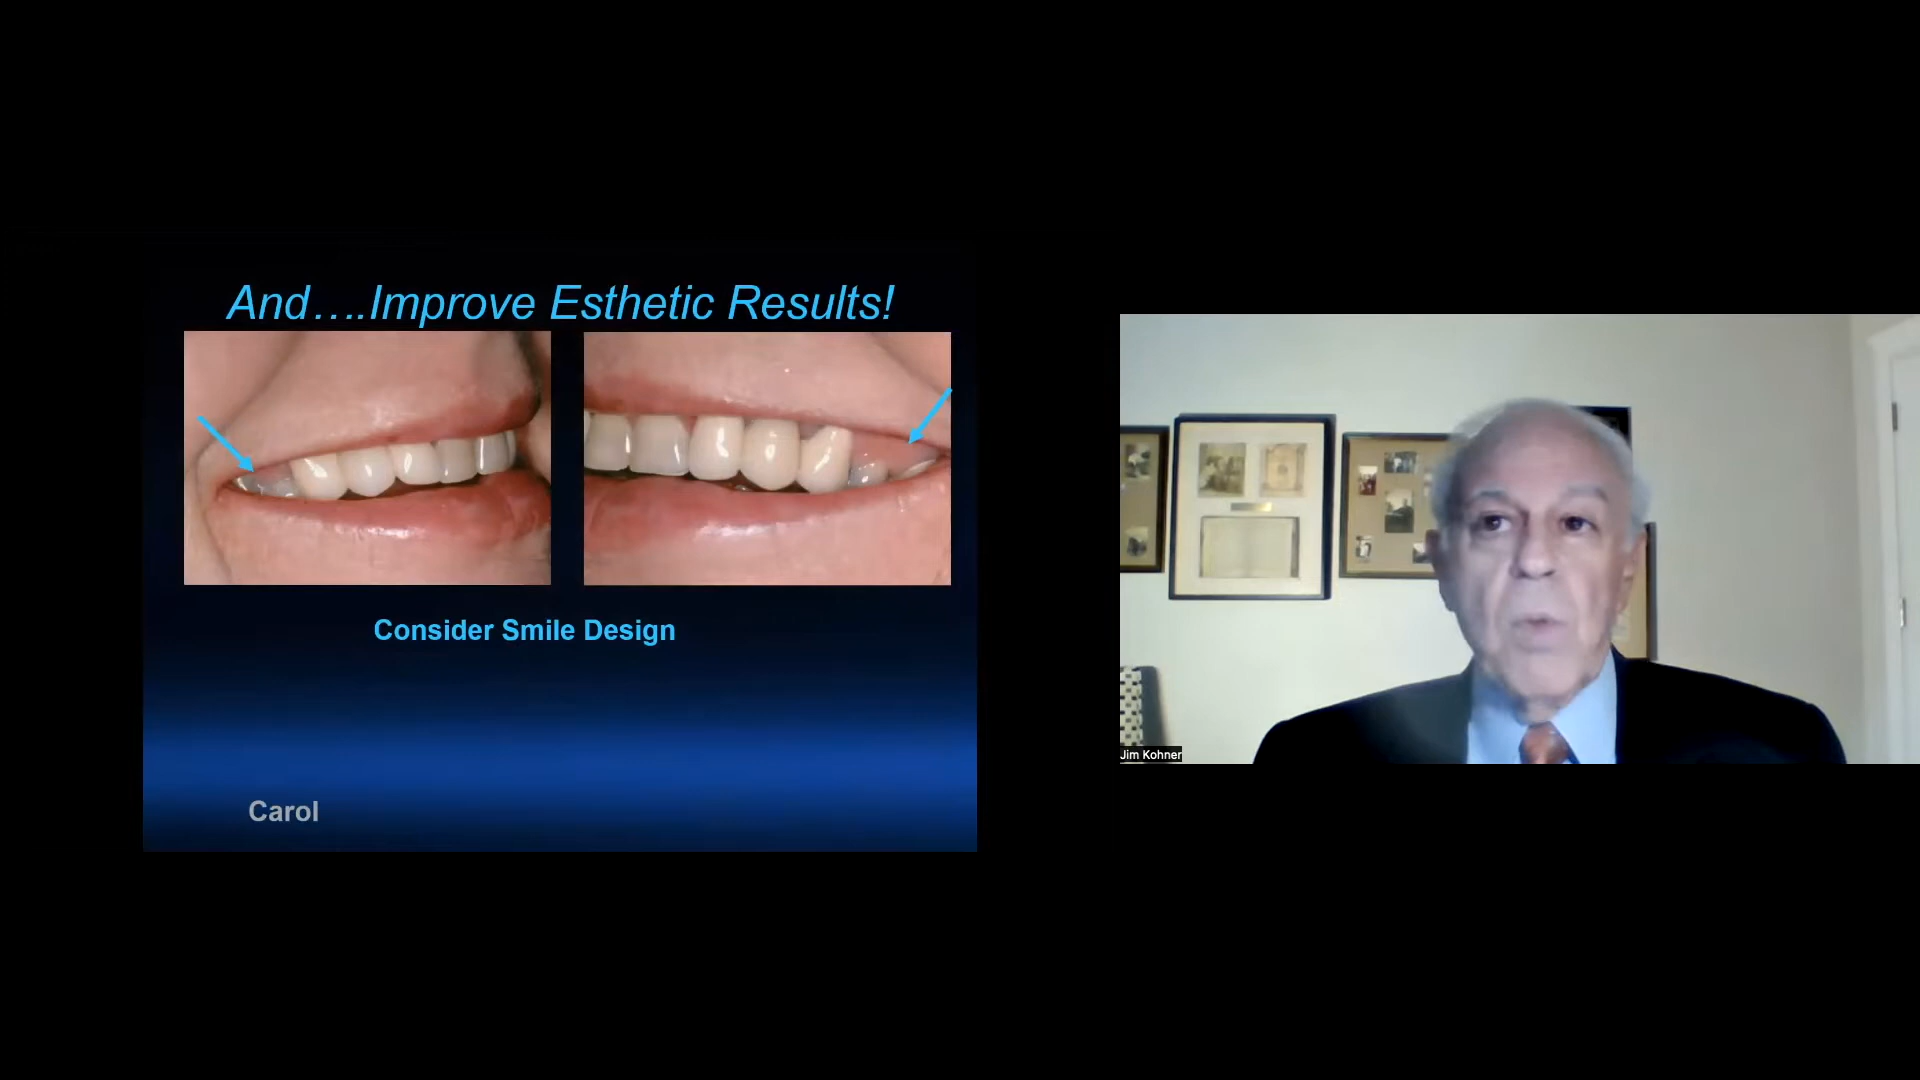 And….Improve Esthetic Results!
Consider Smile Design
Carol
Jim Kohner